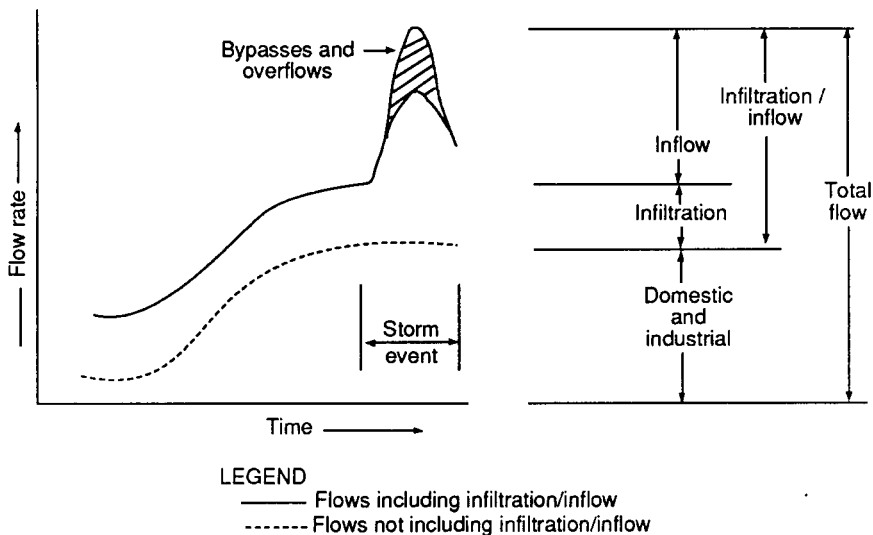 Bypasses and
overflows
Flow rate
Storm
event
Time
Inflow
Infiltration /
inflow
Infiltration
Total
flow
Domestic
and
industrial
LEGEND
Flows including infiltration/inflow
Flows not including infiltration/inflow